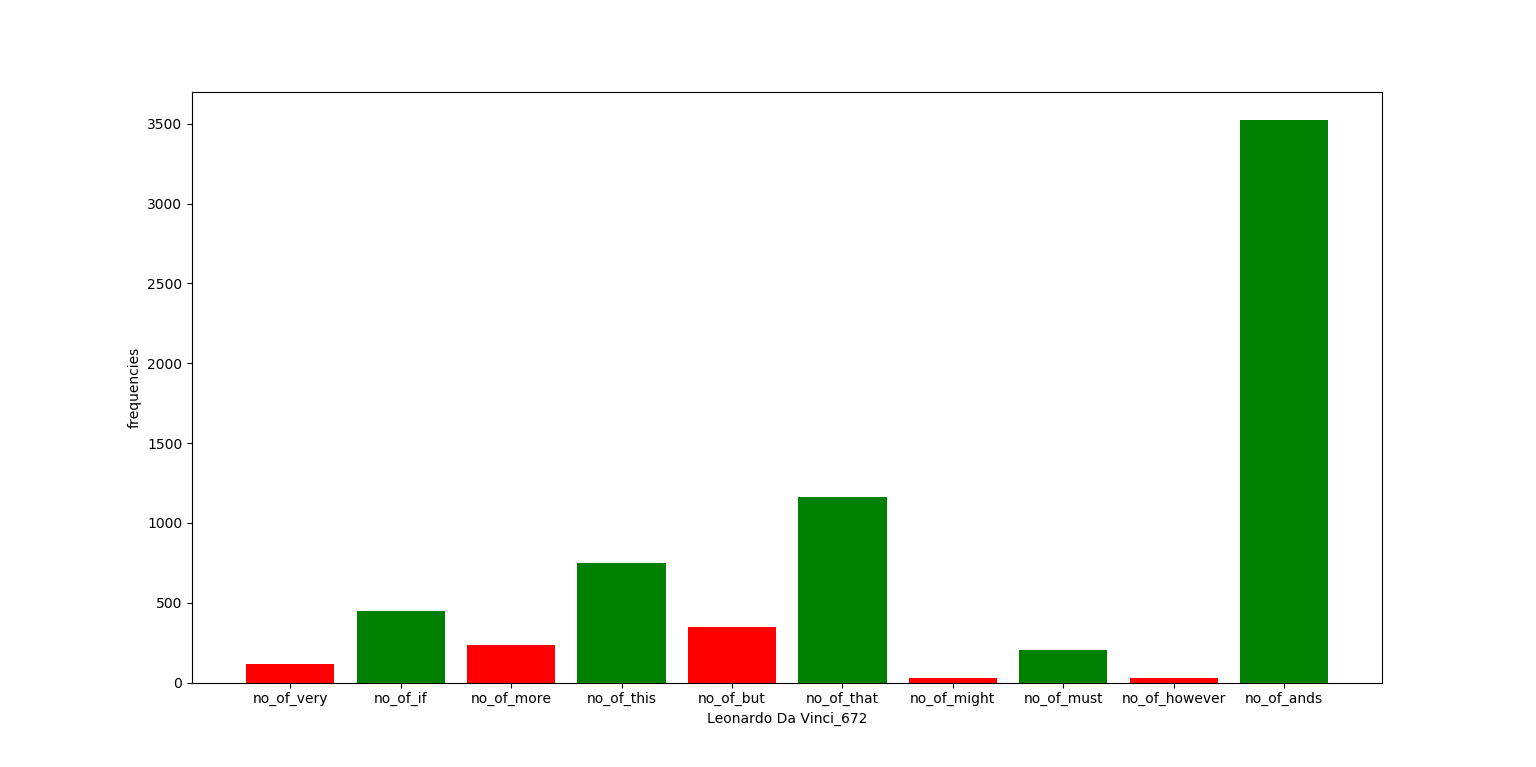 3500
3000
2500
2000
1500
1000
500
0
frequencies
no_of_very no_of_if no_of_more no_of_this no_of_but no_of_that no_of_might no_of_must no_of_however no_of_ands
Leonardo Da Vinci_672